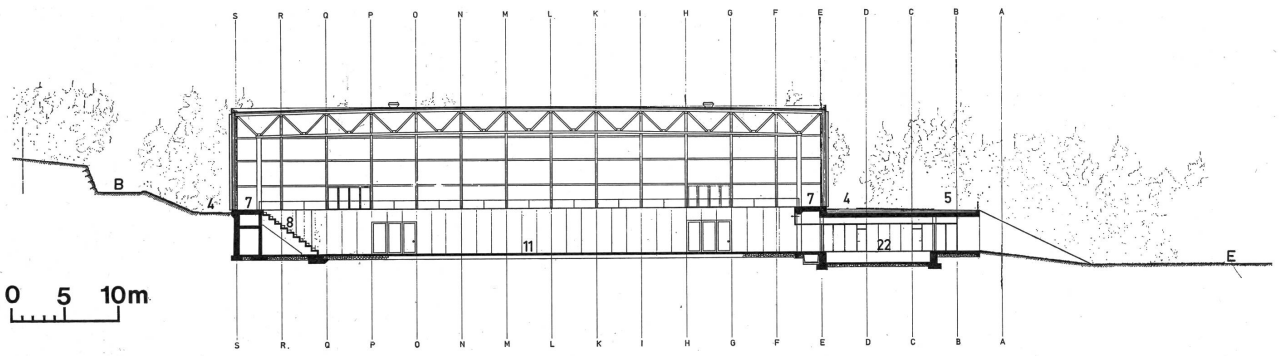 S R Q P O N M L K I H G F E D C B A
B
4 7 7 4 5
8
11 22
E
0 5 10m
S R. Q P O N M L K I H G F E D C B A